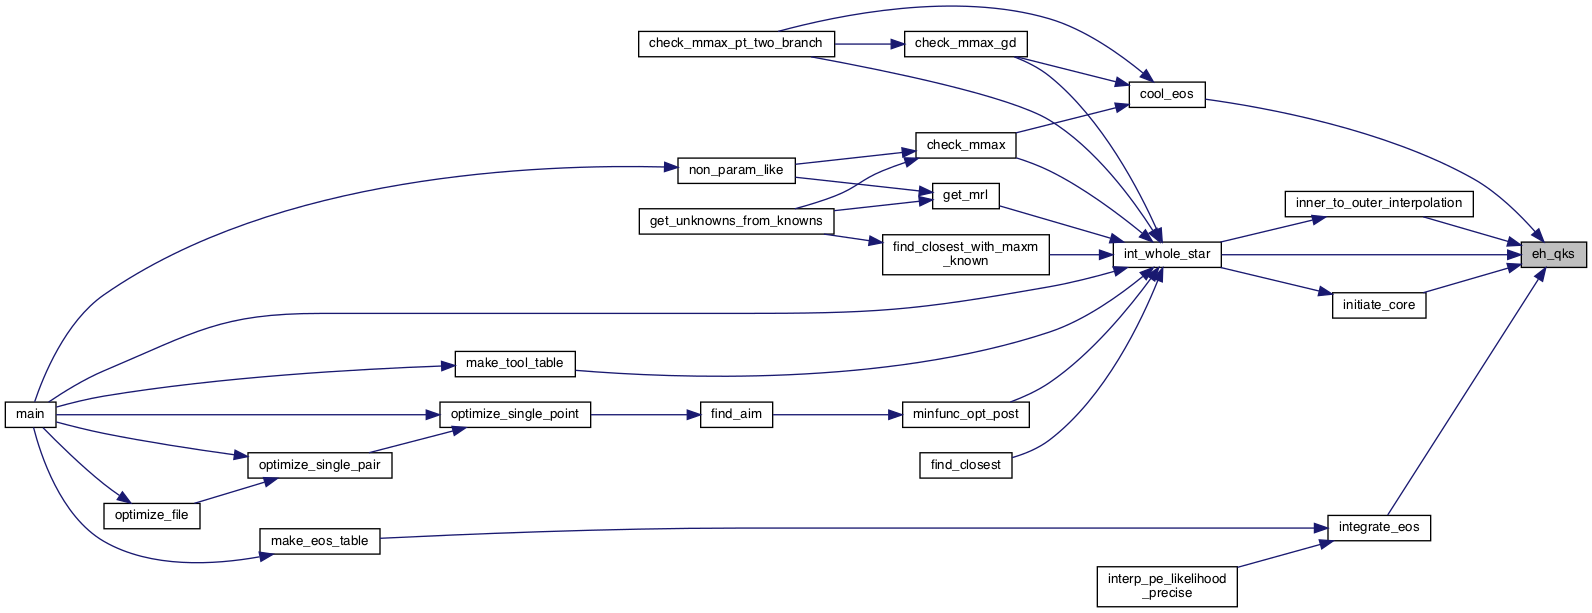 check_mmax_pt_two_branch
check_mmax_gd
cool_eos
check_mmax
non_param_like
get_mrl
inner_to_outer_interpolation
get_unknowns_from_knowns
find_closest_with_maxm
_known
int_whole_star
eh_qks
initiate_core
make_tool_table
main
optimize_single_point
find_aim
minfunc_opt_post
optimize_single_pair
find_closest
optimize_file
integrate_eos
make_eos_table
interp_pe_likelihood
_precise